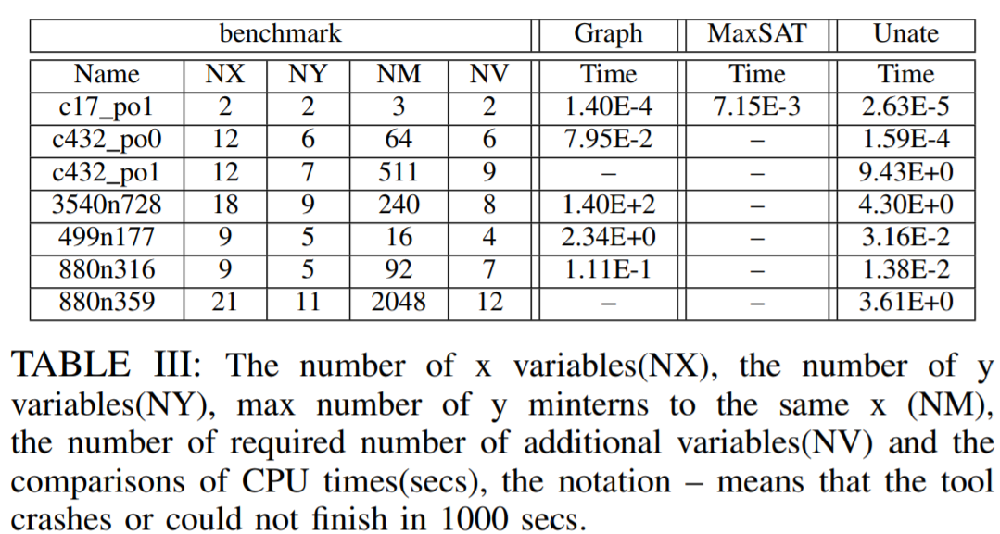 benchmark Graph MaxSAT Unate
Name NX NY NM NV Time Time Time
c17_po1 2 2 3 2 1.40E-4 7.15E-3 2.63E-5
c432_po0 12 6 64 6 7.95E-2 – 1.59E-4
c432_po1 12 7 511 9 – – 9.43E+0
3540n728 18 9 240 8 1.40E+2 – 4.30E+0
499n177 9 5 16 4 2.34E+0 – 3.16E-2
880n316 9 5 92 7 1.11E-1 – 1.38E-2
880n359 21 11 2048 12 – – 3.61E+0
TABLE III: The number of x variables(NX), the number of y
variables(NY), max number of y minterns to the same x (NM),
the number of required number of additional variables(NV) and the
comparisons of CPU times(secs), the notation – means that the tool
crashes or could not finish in 1000 secs.